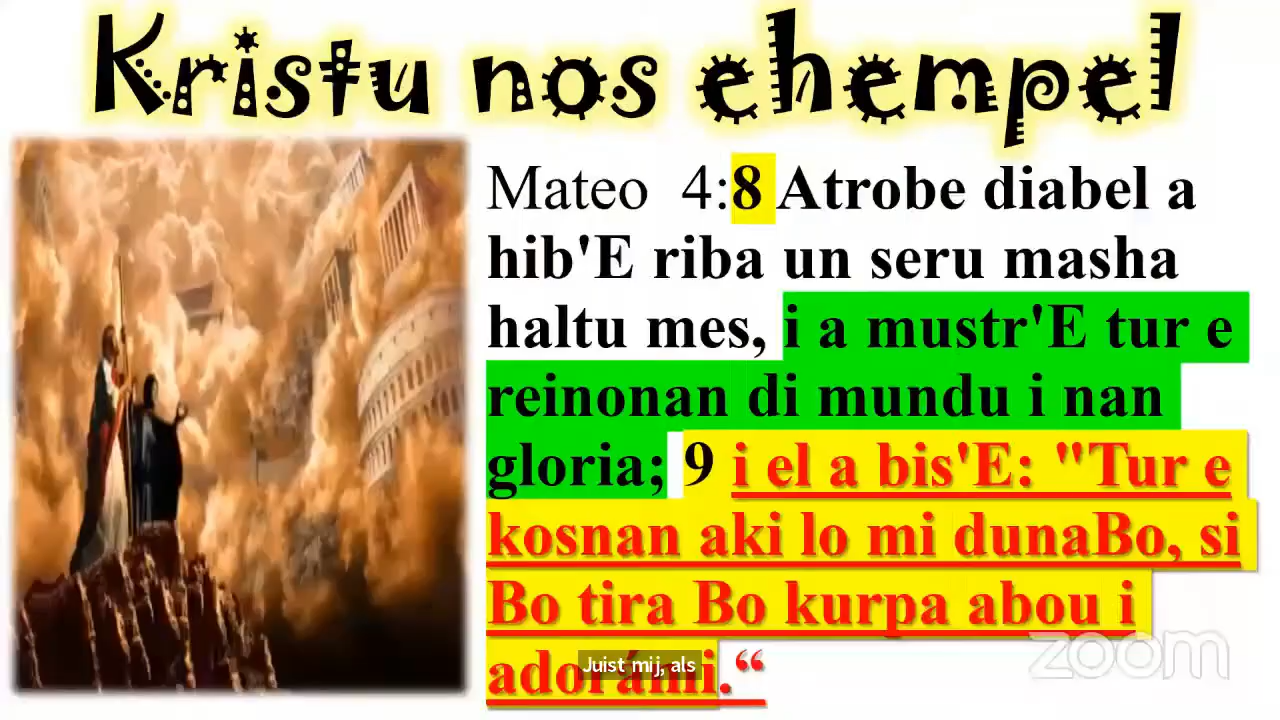 Kristu nos ehempel
Mateo 4:8 Atrobe diabel a
hib'E riba un seru masha
haltu mes, i a mustr'E tur e
reinonan di mundu i nan
gloria; 9 i el a bis'E: "Tur e
kosnan aki lo mi dunaBo, si
Bo tira Bo kurpa abou i
adorámi.“
Juist mij, als
zoom